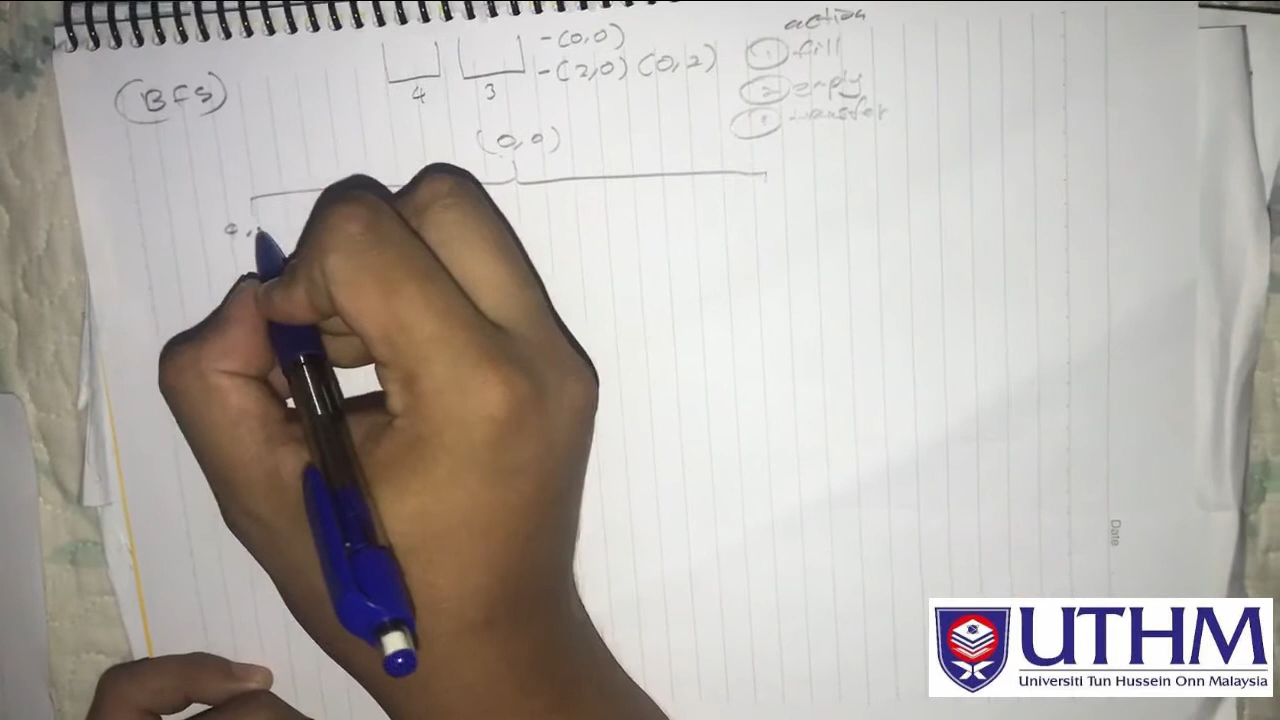 action
-(0,0)
① fill
-(2,0) (0,2)
(BFS)
4 3
② empty
③ transfer
(0,0)
0,
Date
UTHM
Universiti Tun Hussein Onn Malaysia